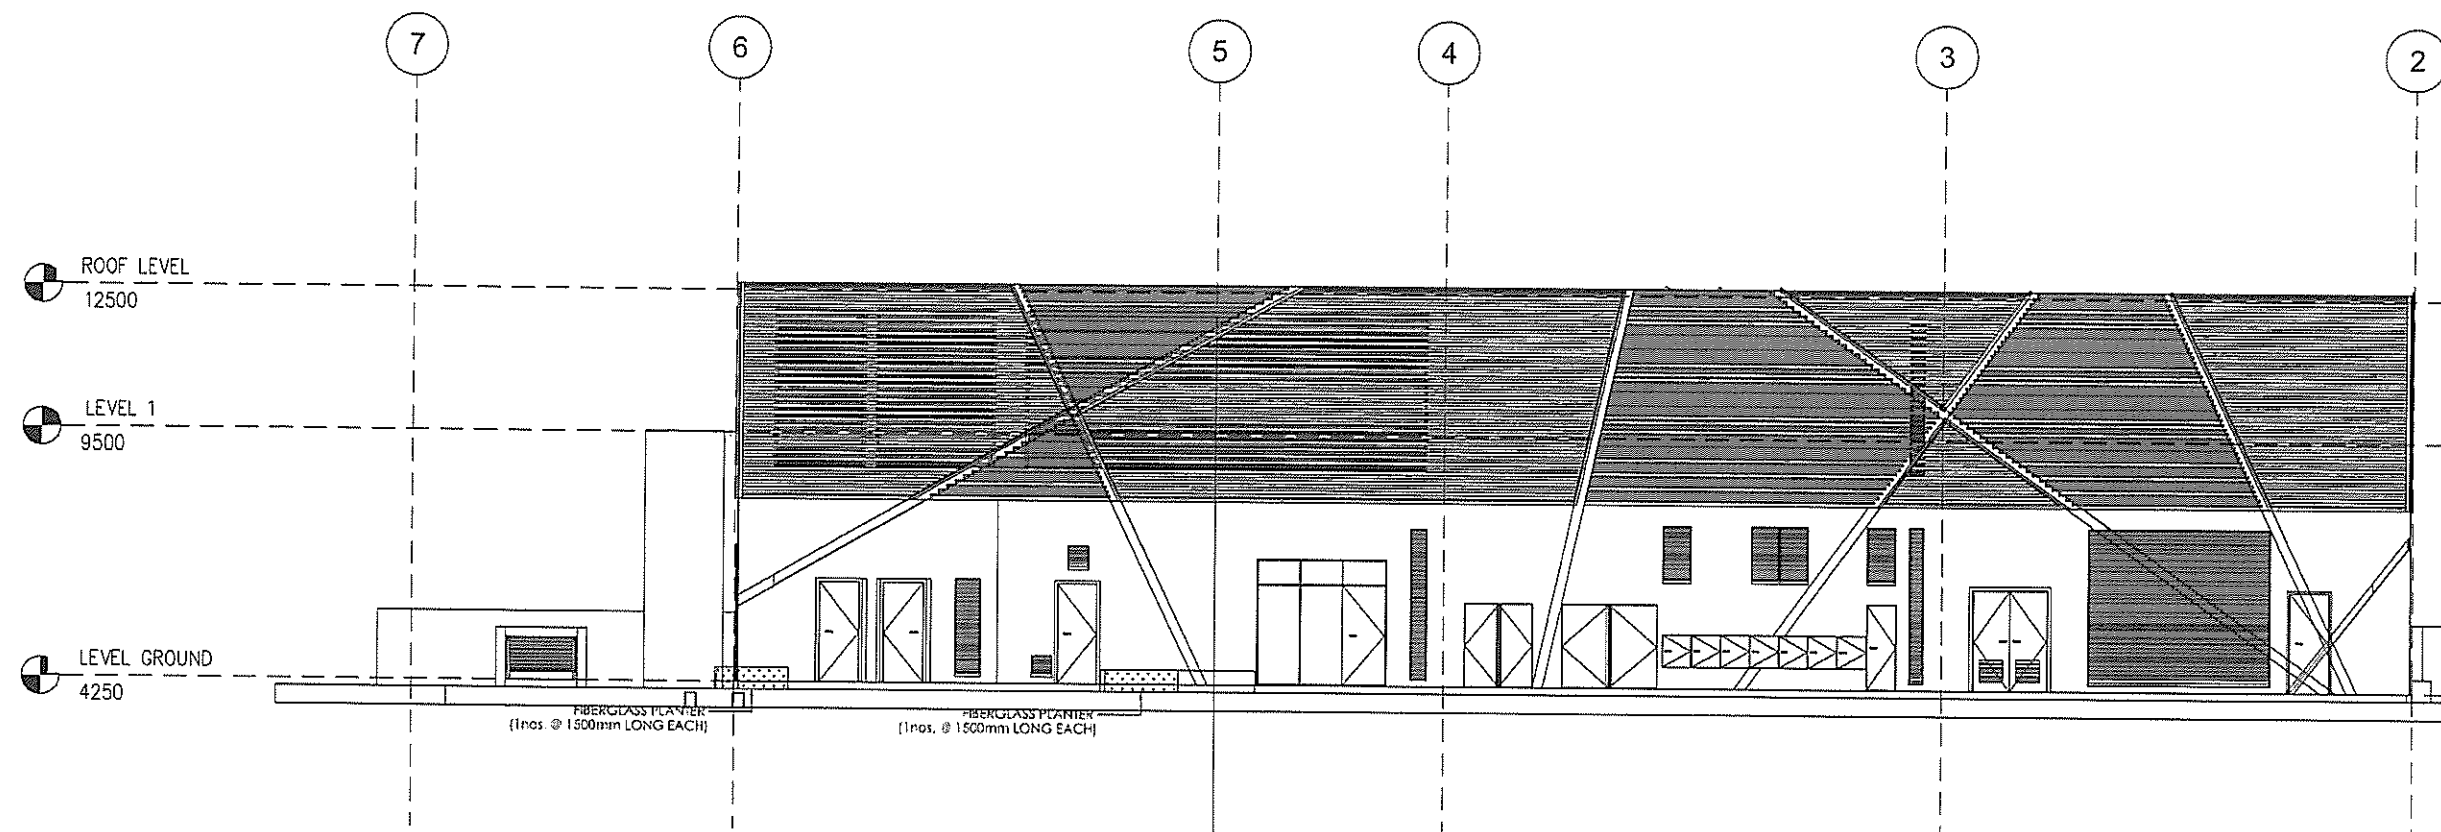 7 6 5 4 3 2
ROOF LEVEL
12500
LEVEL 1
9500
LEVEL GROUND
4250
FIBERGLASS PLANTER
(1nos. @ 1500mm LONG EACH)
FIBERGLASS PLANTER
(1nos. @ 1500mm LONG EACH)